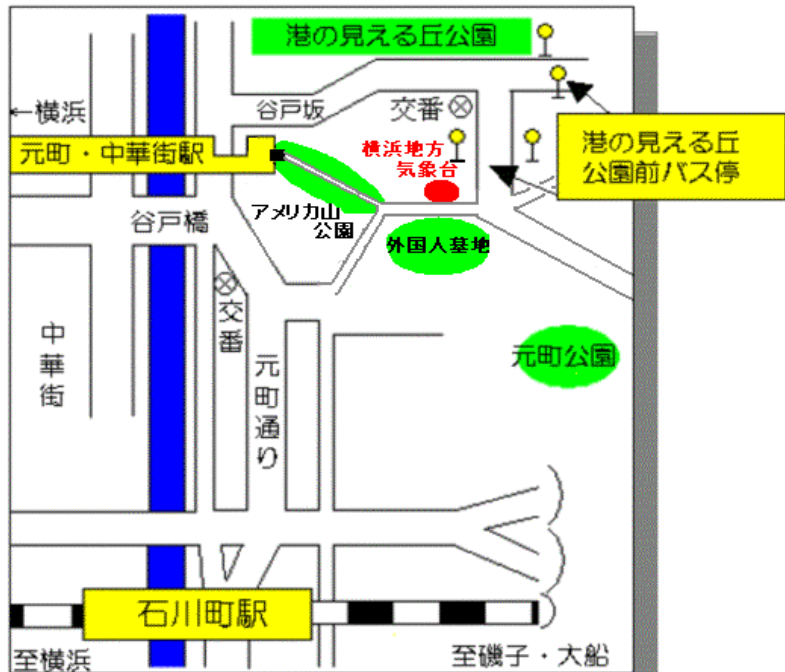 港の見える丘公園
←横浜
谷戸坂
交番
元町・中華街駅
横浜地方
気象台
港の見える丘
公園前バス停
アメリカ山
公園
谷戸橋
外国人墓地
交番
中華街
元町通り
元町公園
石川町駅
至横浜
至磯子・大船